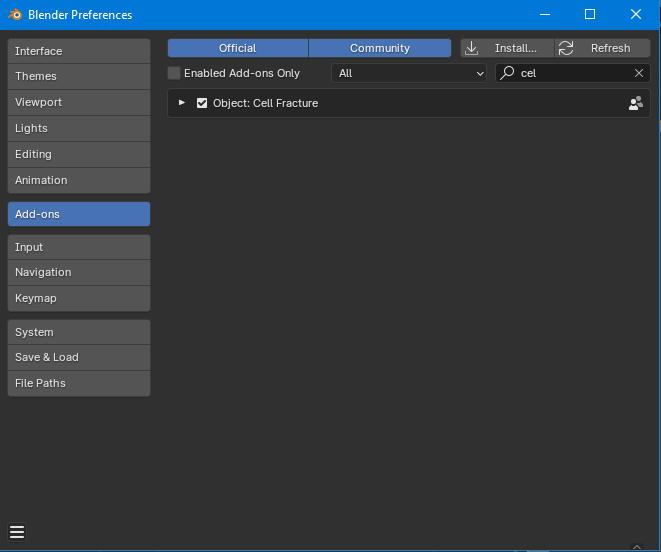 Blender Preferences
Interface
Themes
Viewport
Lights
Editing
Animation
Add-ons
Input
Navigation
Keymap
System
Save & Load
File Paths
Official Community Install... Refresh
Enabled Add-ons Only All cel
Object: Cell Fracture